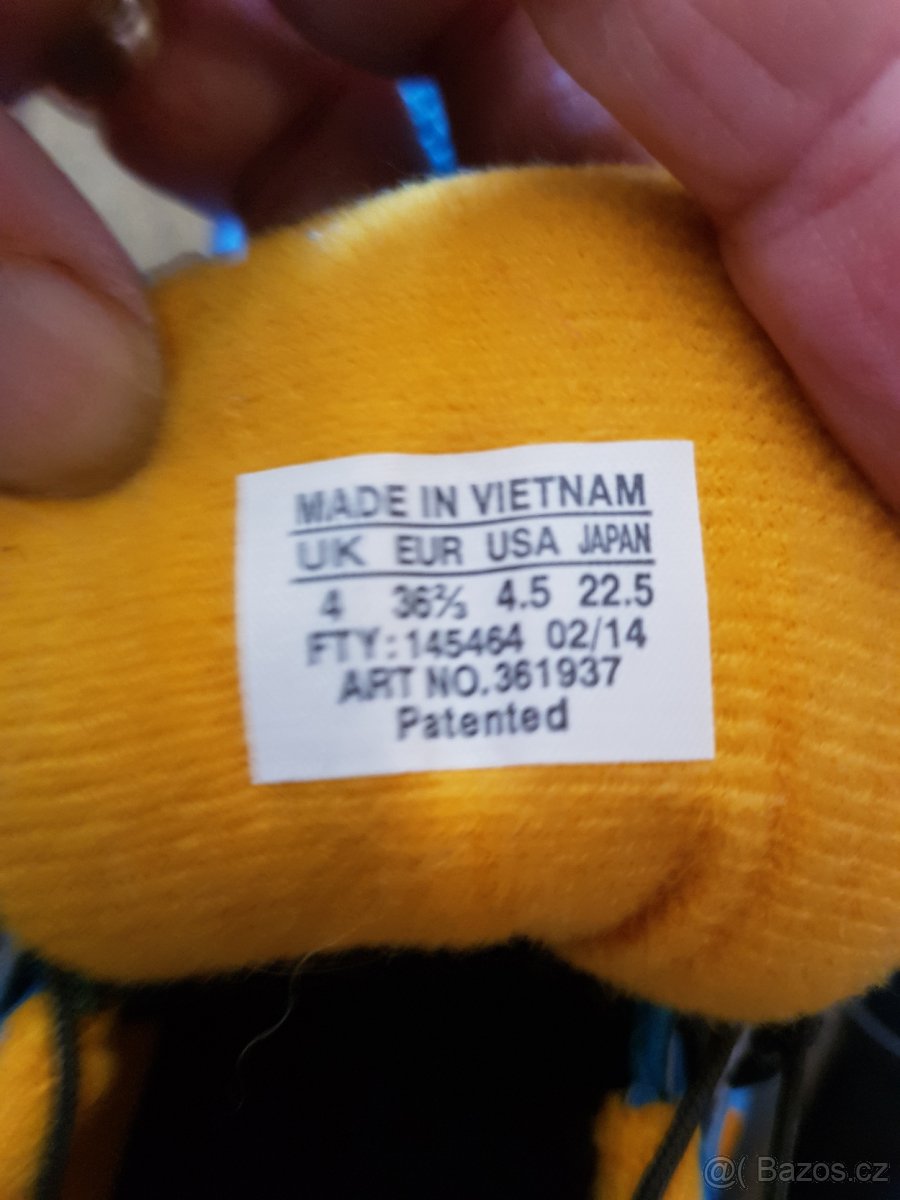 MADE IN VIETNAM
UK EUR USA JAPAN
4 36⅔ 4.5 22.5
FTY:145464 02/14
ART NO.361937
Patented
@( Bazos.cz